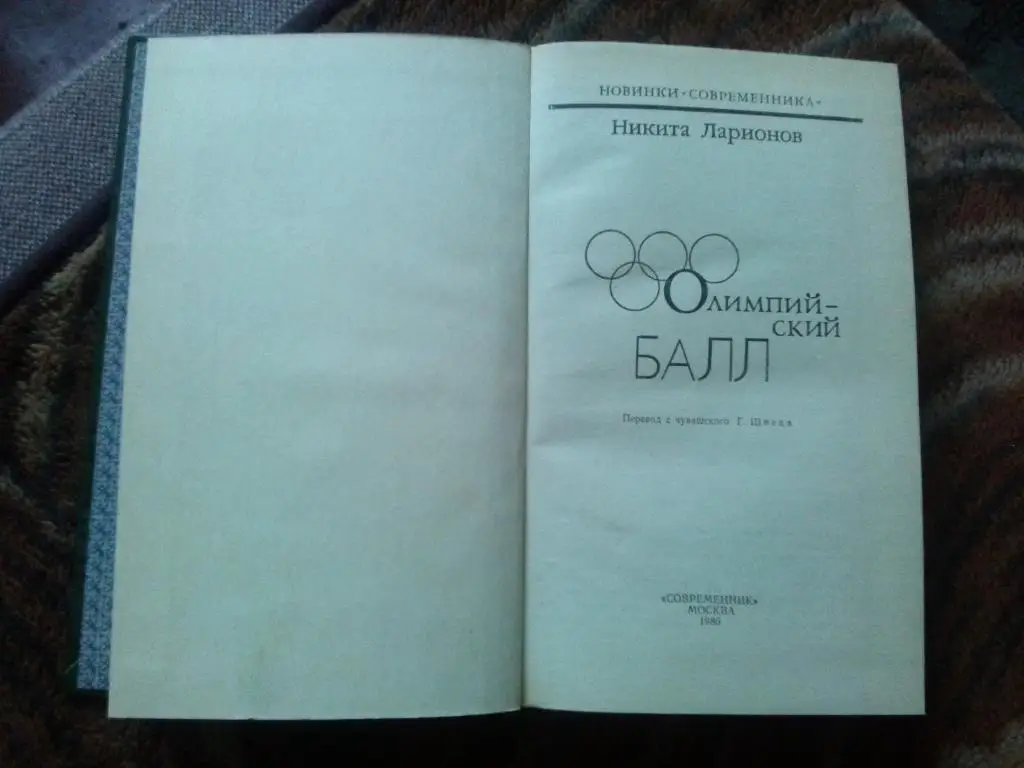 НОВИНКИ «СОВРЕМЕННИКА»
Никита Ларионов
Олимпий-
ский
БАЛЛ
Перевод с чувашского Г.
«СОВРЕМЕННИК»
МОСКВА